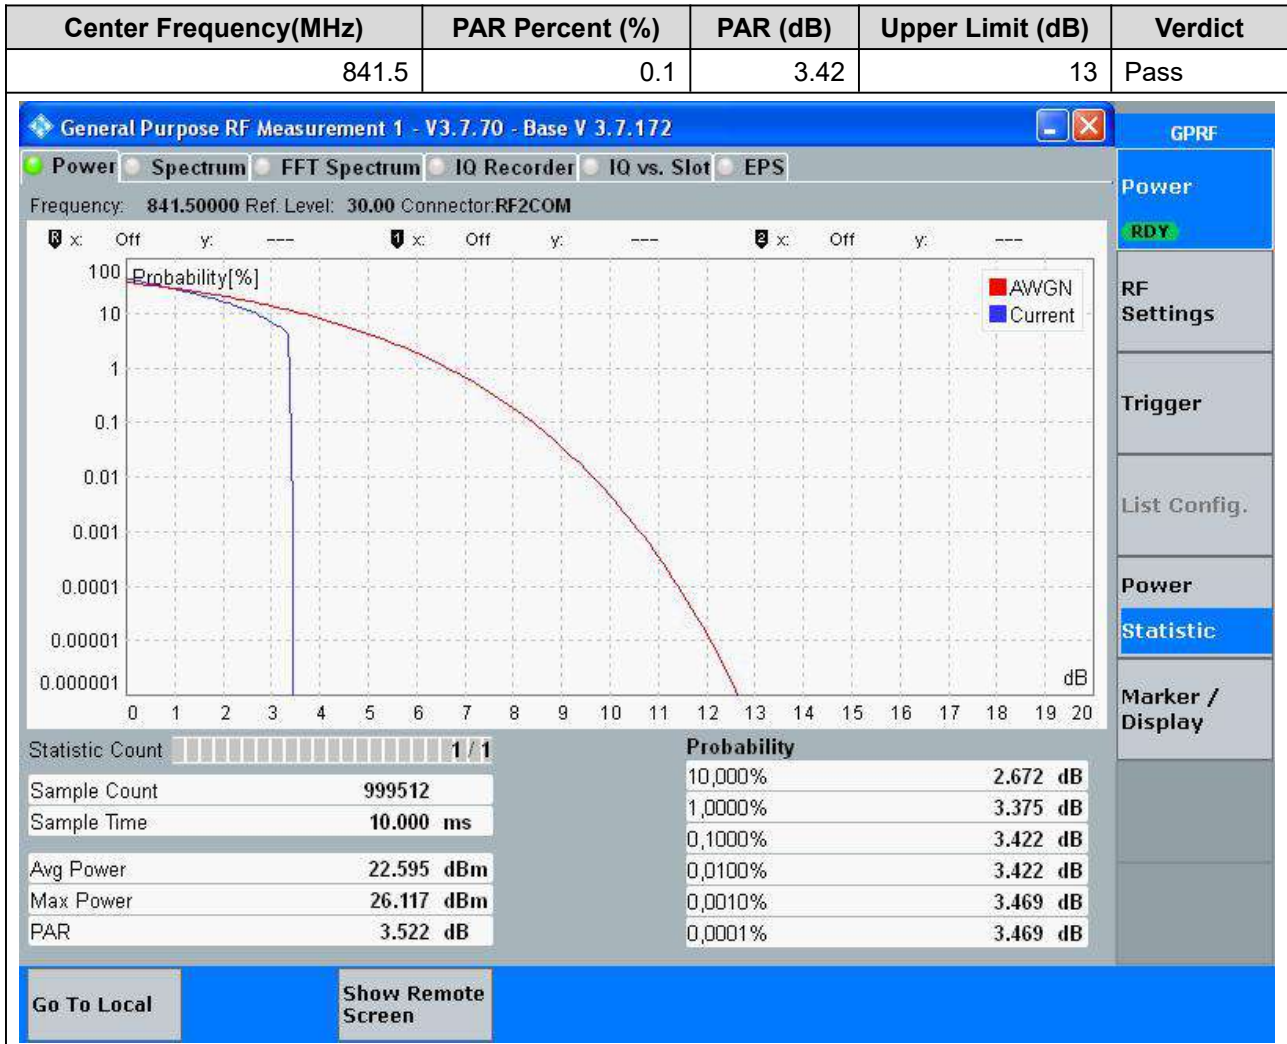 Center Frequency(MHz) PAR Percent (%) PAR (dB) Upper Limit (dB) Verdict
841.5 0.1 3.42 13 Pass
General Purpose RF Measurement 1 - V3.7.70 - Base V 3.7.172
GPRF
Power Spectrum FFT Spectrum IQ Recorder IQ vs. Slot EPS
Power
RDY
Frequency: 841.50000 Ref. Level: 30.00 Connector:RF2COM
R x: Off y: --- 1 x: Off y: --- 2 x: Off y: ---
Probability[%]
AWGN
Current
100
10
1
0.1
0.01
0.001
0.0001
0.00001
0.000001
dB
0 1 2 3 4 5 6 7 8 9 10 11 12 13 14 15 16 17 18 19 20
RF
Settings
Trigger
List Config.
Power
Statistic
Marker /
Display
Statistic Count 1 / 1
Sample Count 999512
Sample Time 10.000 ms
Avg Power 22.595 dBm
Max Power 26.117 dBm
PAR 3.522 dB
Probability
10,000% 2.672 dB
1,0000% 3.375 dB
0,1000% 3.422 dB
0,0100% 3.422 dB
0,0010% 3.469 dB
0,0001% 3.469 dB
Go To Local
Show Remote
Screen